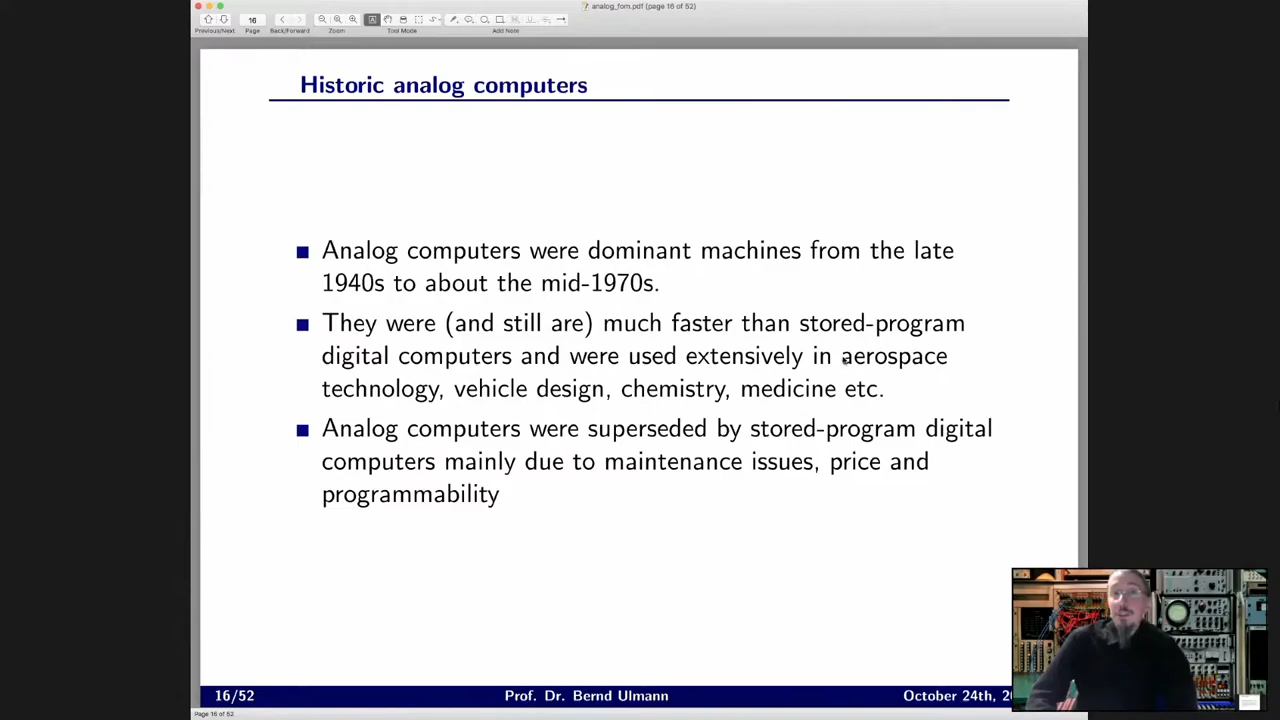 analog_fom.pdf (page 16 of 52)
16
Previous/Next Page Back/Forward Zoom Tool Mode Add Note
Historic analog computers
Analog computers were dominant machines from the late
1940s to about the mid-1970s.
They were (and still are) much faster than stored-program
digital computers and were used extensively in aerospace
technology, vehicle design, chemistry, medicine etc.
Analog computers were superseded by stored-program digital
computers mainly due to maintenance issues, price and
programmability
16/52 Prof. Dr. Bernd Ulmann October 24th, 20
Page 16 of 52